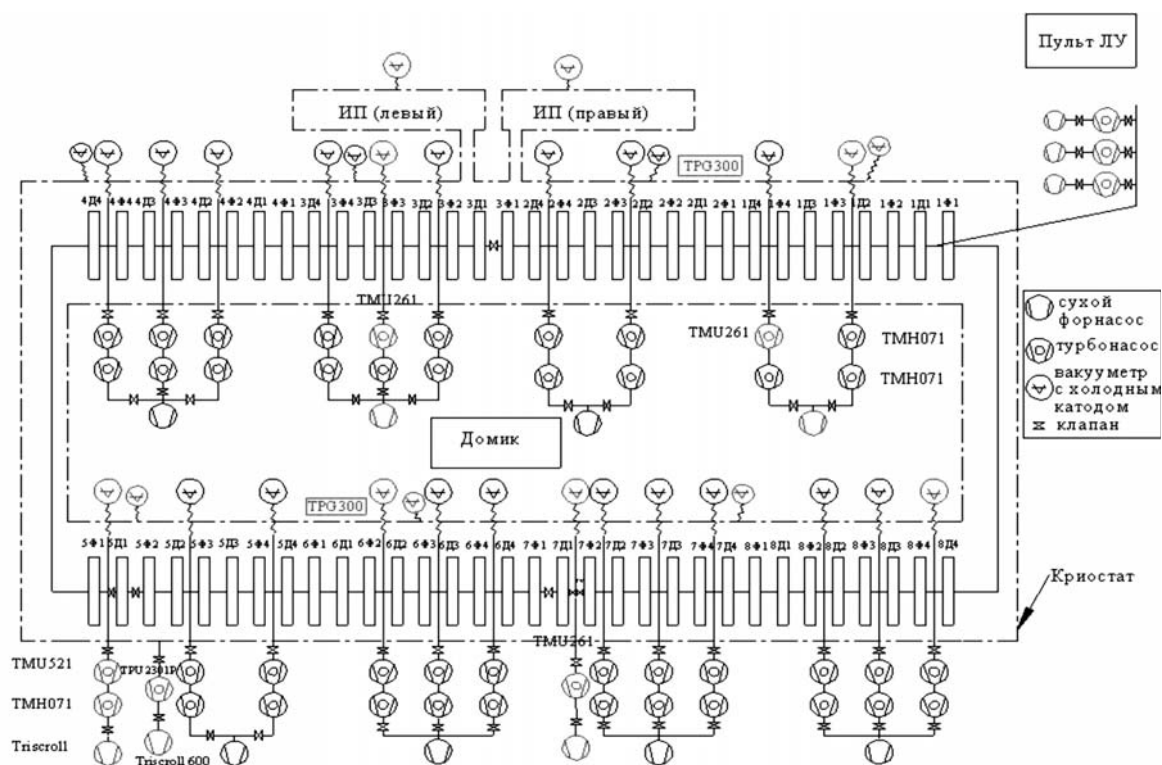 Пульт ЛУ
ИП (левый)
ИП (правый)
TPG300
4Д4 4Ф4 4Д3 4Ф3 4Д2 4Ф2 4Д1 4Ф1 3Д4 3Ф4 3Д3 3Ф3 3Д2 3Ф2 3Д1 3Ф1 2Д4 2Ф4 2Д3 2Ф3 2Д2 2Ф2 2Д1 2Ф1 1Д4 1Ф4 1Д3 1Ф3 1Д2 1Ф2 1Д1 1Ф1
TMU261
TMU261
TMH071
TMH071
сухой
форнасос
турбонасос
вакууметр
с холодным
катодом
клапан
Домик
TPG300
5Ф1 5Д1 5Ф2 5Д2 5Ф3 5Д3 5Ф4 5Д4 6Ф1 6Д1 6Ф2 6Д2 6Ф3 6Д3 6Ф4 6Д4 7Ф1 7Д1 7Ф2 7Д2 7Ф3 7Д3 7Ф4 7Д4 8Ф1 8Д1 8Ф2 8Д2 8Ф3 8Д3 8Ф4 8Д4
Криостат
TMU261
TMU521
TPU2301P
TMH071
Triscroll
Triscroll 600